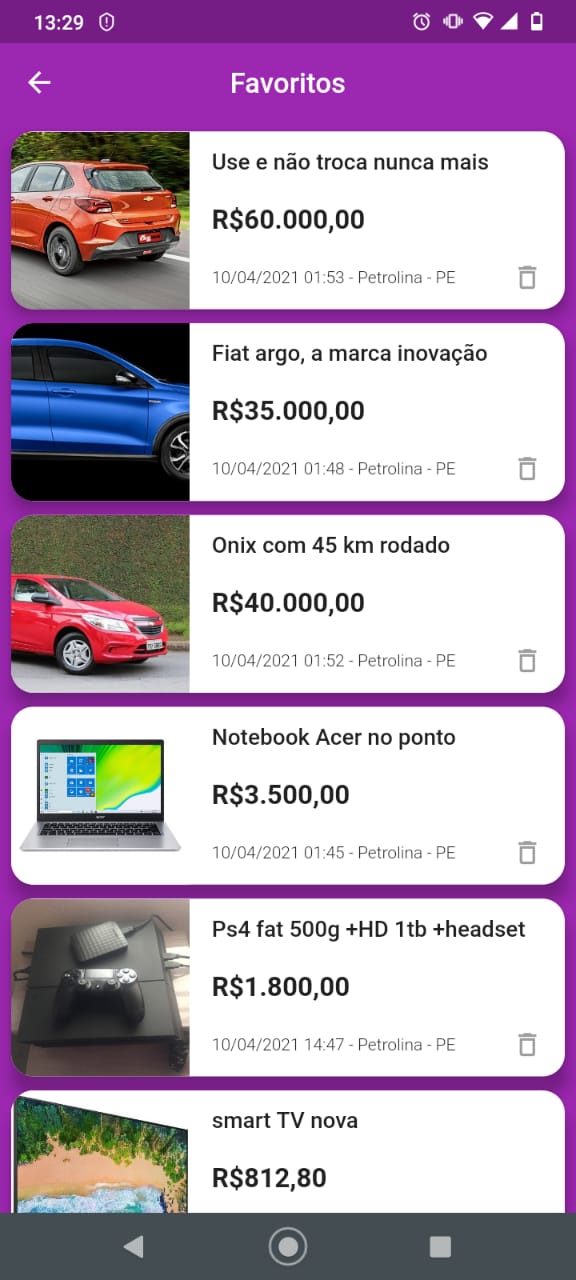 13:29
Favoritos
Use e não troca nunca mais
R$60.000,00
10/04/2021 01:53 - Petrolina - PE
Fiat argo, a marca inovação
R$35.000,00
10/04/2021 01:48 - Petrolina - PE
Onix com 45 km rodado
R$40.000,00
10/04/2021 01:52 - Petrolina - PE
Notebook Acer no ponto
R$3.500,00
10/04/2021 01:45 - Petrolina - PE
Ps4 fat 500g +HD 1tb +headset
R$1.800,00
10/04/2021 14:47 - Petrolina - PE
smart TV nova
R$812,80